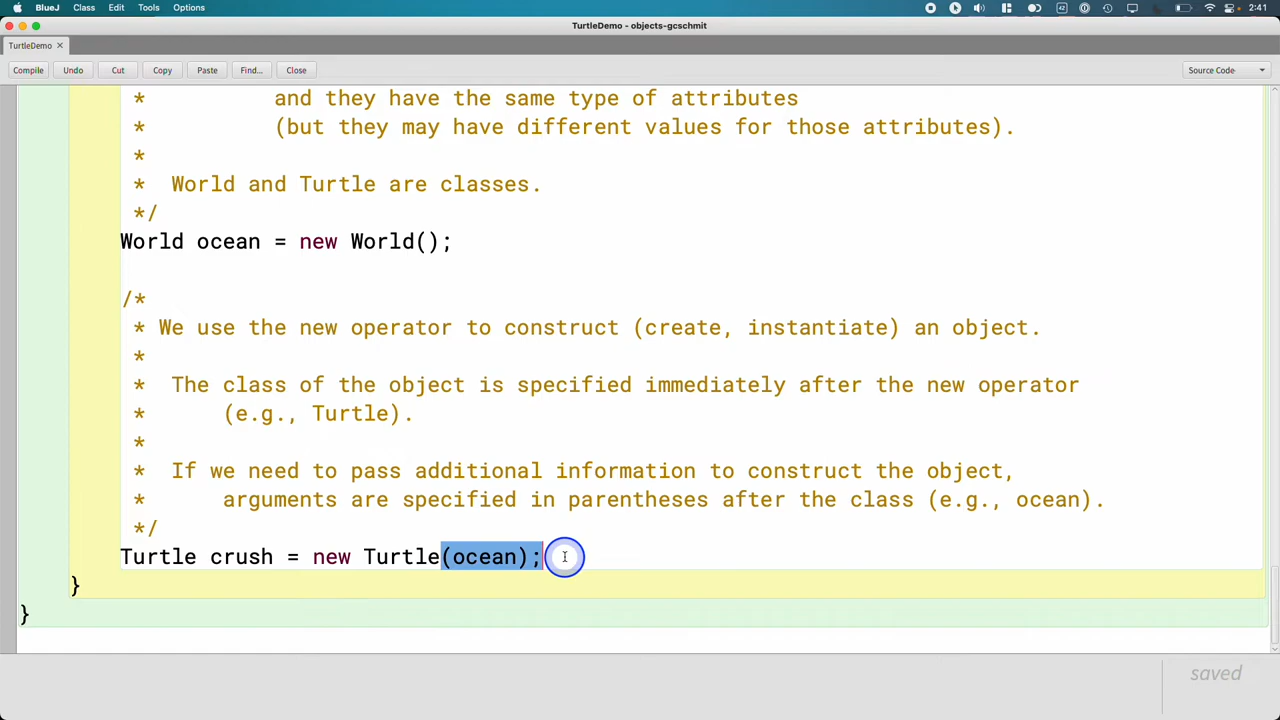 BlueJ Class Edit Tools Options 2:41
TurtleDemo - objects-gcschmit
TurtleDemo
Compile Undo Cut Copy Paste Find... Close Source Code
* and they have the same type of attributes
* (but they may have different values for those attributes).
*
* World and Turtle are classes.
*/
World ocean = new World();
/*
* We use the new operator to construct (create, instantiate) an object.
*
* The class of the object is specified immediately after the new operator
* (e.g., Turtle).
*
* If we need to pass additional information to construct the object,
* arguments are specified in parentheses after the class (e.g., ocean).
*/
Turtle crush = new Turtle(ocean);
}
}
saved